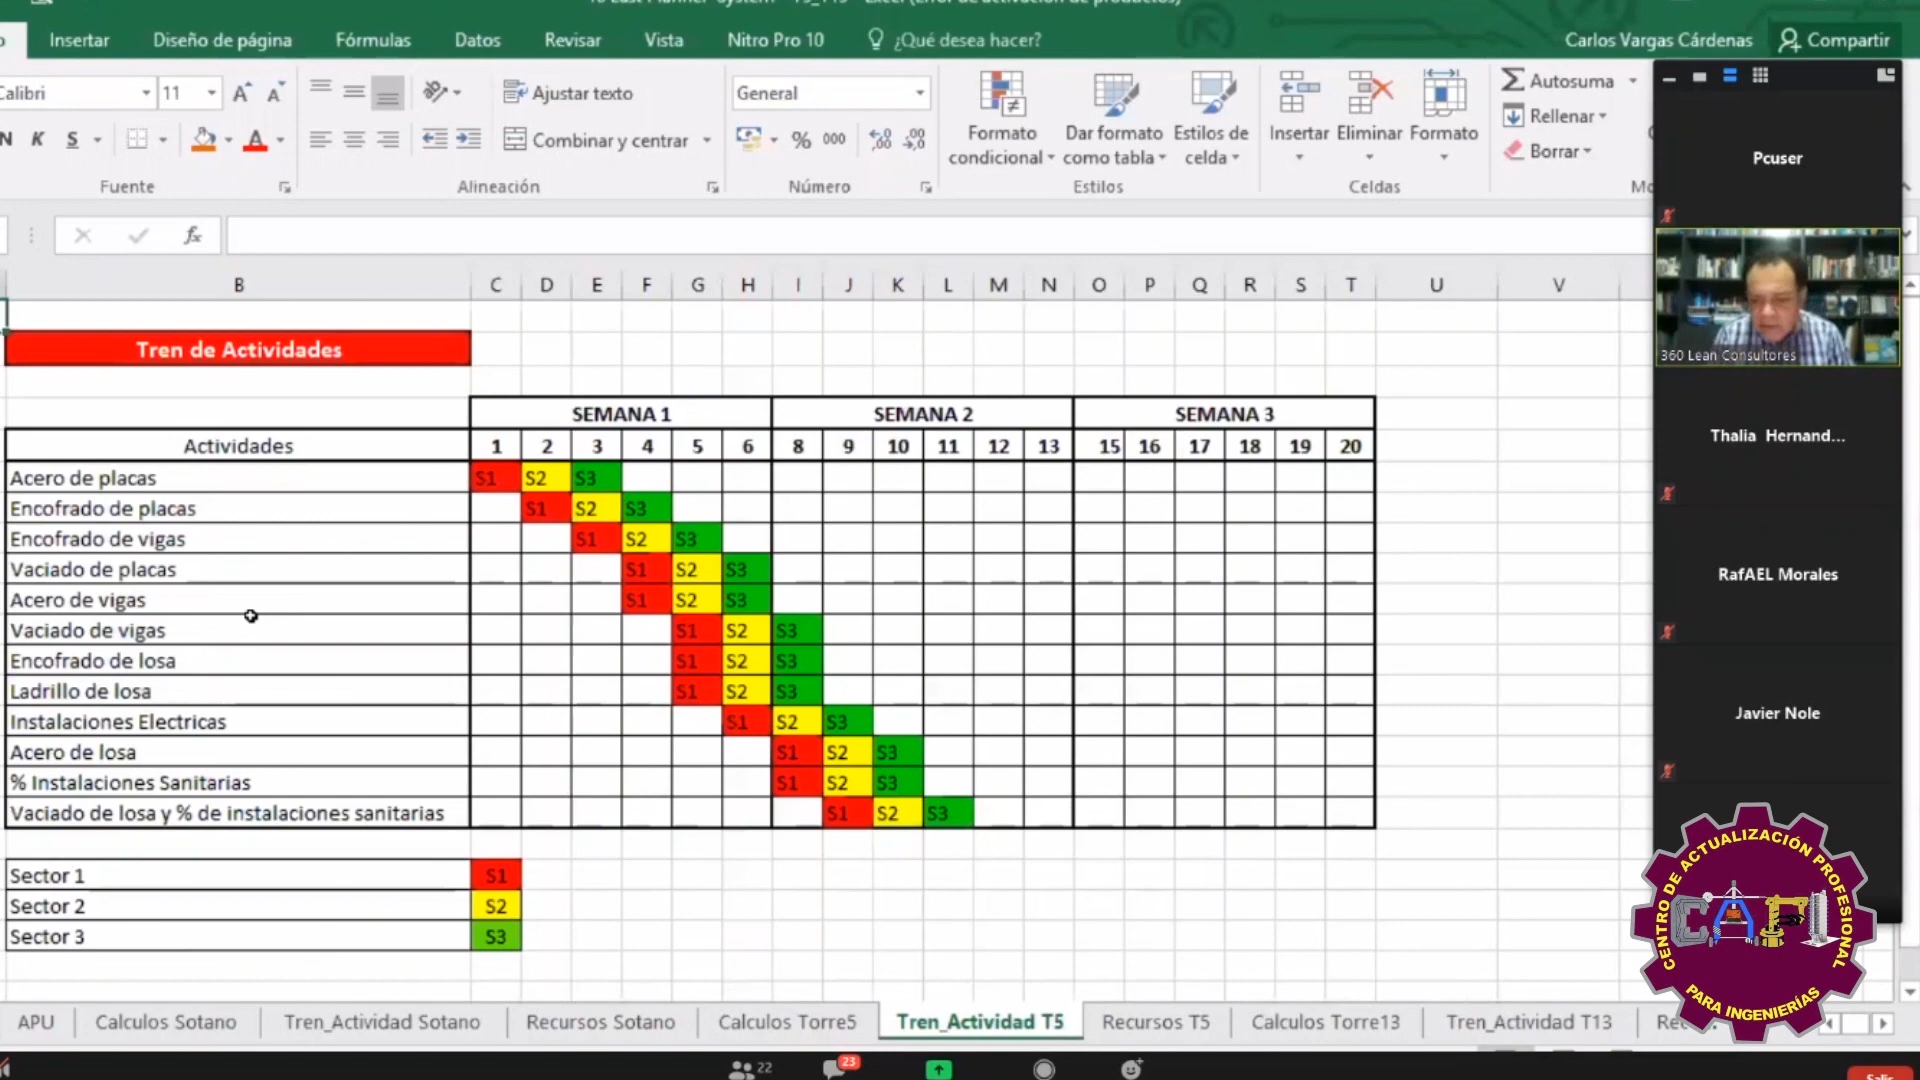 Insertar Diseño de página Fórmulas Datos Revisar Vista Nitro Pro 10 ¿Qué desea hacer? Carlos Vargas Cárdenas Compartir
Calibri 11 Ajustar texto General Autosuma
N K S Combinar y centrar % 000 Rellenar
Formato condicional Dar formato como tabla Estilos de celda Insertar Eliminar Formato Borrar
Fuente Alineación Número Estilos Celdas
fx
B C D E F G H I J K L M N O P Q R S T U V
Tren de Actividades
SEMANA 1 SEMANA 2 SEMANA 3
Actividades 1 2 3 4 5 6 8 9 10 11 12 13 15 16 17 18 19 20
Acero de placas S1 S2 S3
Encofrado de placas S1 S2 S3
Encofrado de vigas S1 S2 S3
Vaciado de placas S1 S2 S3
Acero de vigas S1 S2 S3
Vaciado de vigas S1 S2 S3
Encofrado de losa S1 S2 S3
Ladrillo de losa S1 S2 S3
Instalaciones Electricas S1 S2 S3
Acero de losa S1 S2 S3
% Instalaciones Sanitarias S1 S2 S3
Vaciado de losa y % de instalaciones sanitarias S1 S2 S3
Sector 1 S1
Sector 2 S2
Sector 3 S3
APU Calculos Sotano Tren_Actividad Sotano Recursos Sotano Calculos Torre5 Tren_Actividad T5 Recursos T5 Calculos Torre13 Tren_Actividad T13
22 23
Salir
Pcuser
360 Lean Consultores
Thalia Hernand...
RafAEL Morales
Javier Nole
CENTRO DE ACTUALIZACIÓN PROFESIONAL
CAPI
PARA INGENIERÍAS